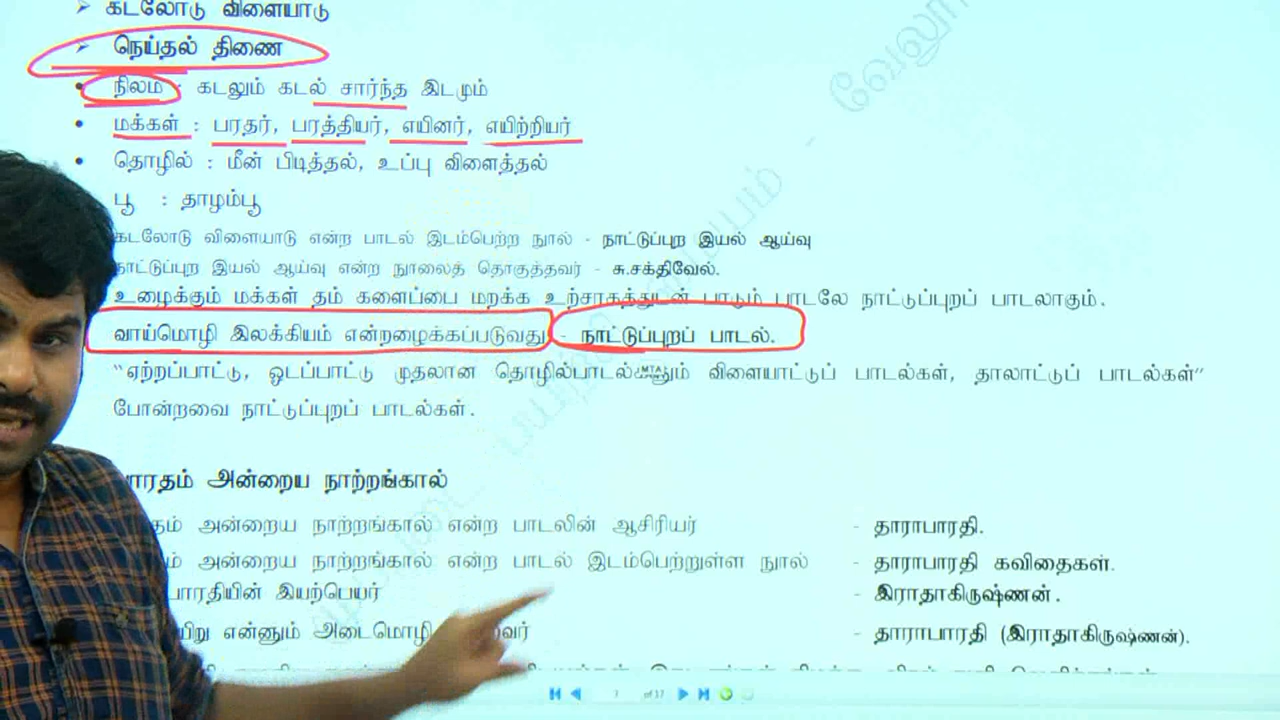 கடலோடு விளையாடு
நெய்தல் திணை
நிலம் : கடலும் கடல் சார்ந்த இடமும்
மக்கள் : பரதர், பரத்தியர், எயினர், எயிற்றியர்
தொழில் : மீன் பிடித்தல், உப்பு விளைத்தல்
பூ : தாழம்பூ
கடலோடு விளையாடு என்ற பாடல் இடம்பெற்ற நூல் - நாட்டுப்புற இயல் ஆய்வு
நாட்டுப்புற இயல் ஆய்வு என்ற நூலைத் தொகுத்தவர் - சு.சக்திவேல்.
உழைக்கும் மக்கள் தம் களைப்பை மறக்க உற்சாகத்துடன் பாடும் பாடலே நாட்டுப்புறப் பாடலாகும்.
வாய்மொழி இலக்கியம் என்றழைக்கப்படுவது - நாட்டுப்புறப் பாடல்.
"ஏற்றப்பாட்டு, ஓடப்பாட்டு முதலான தொழில்பாடல்களும் விளையாட்டுப் பாடல்கள், தாலாட்டுப் பாடல்கள்"
போன்றவை நாட்டுப்புறப் பாடல்கள்.
பாரதம் அன்றைய நாற்றங்கால்
அன்றைய நாற்றங்கால் என்ற பாடலின் ஆசிரியர் - தாராபாரதி.
அன்றைய நாற்றங்கால் என்ற பாடல் இடம்பெற்றுள்ள நூல் - தாராபாரதி கவிதைகள்.
பாரதியின் இயற்பெயர் - இராதாகிருஷ்ணன்.
என்னும் அடைமொழி - தாராபாரதி (இராதாகிருஷ்ணன்).
of 17
வேலூர்